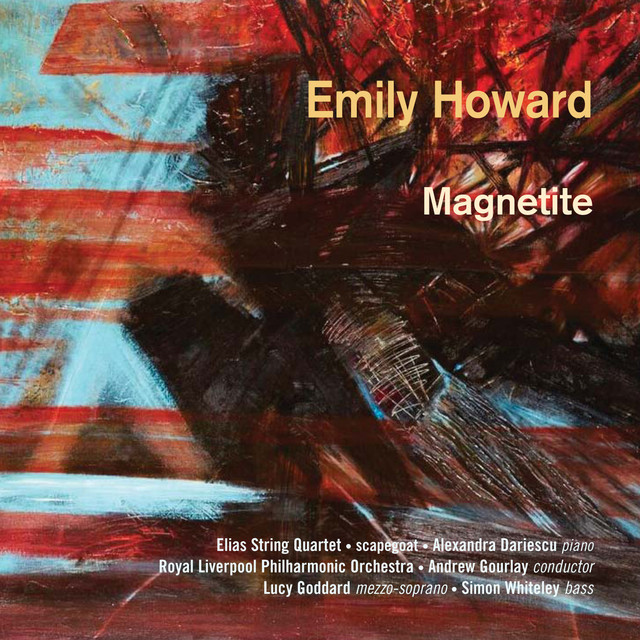 Emily Howard
Magnetite
Elias String Quartet • scapegoat • Alexandra Dariescu piano
Royal Liverpool Philharmonic Orchestra • Andrew Gourlay conductor
Lucy Goddard mezzo-soprano • Simon Whiteley bass